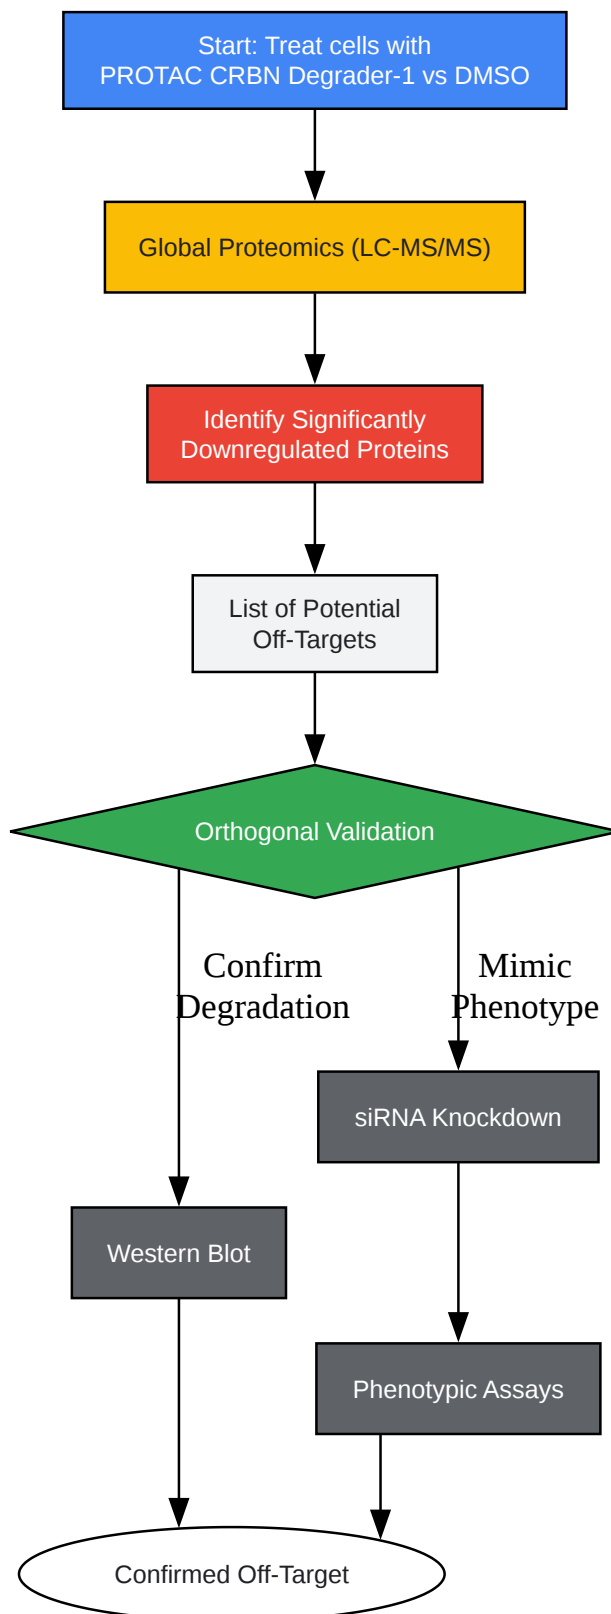 Start: Treat cells with
PROTAC CRBN Degrader-1 vs DMSO
Global Proteomics (LC-MS/MS)
Identify Significantly
Downregulated Proteins
List of Potential
Off-Targets
Orthogonal Validation
Confirm
Degradation
Mimic
Phenotype
siRNA Knockdown
Western Blot
Phenotypic Assays
Confirmed Off-Target